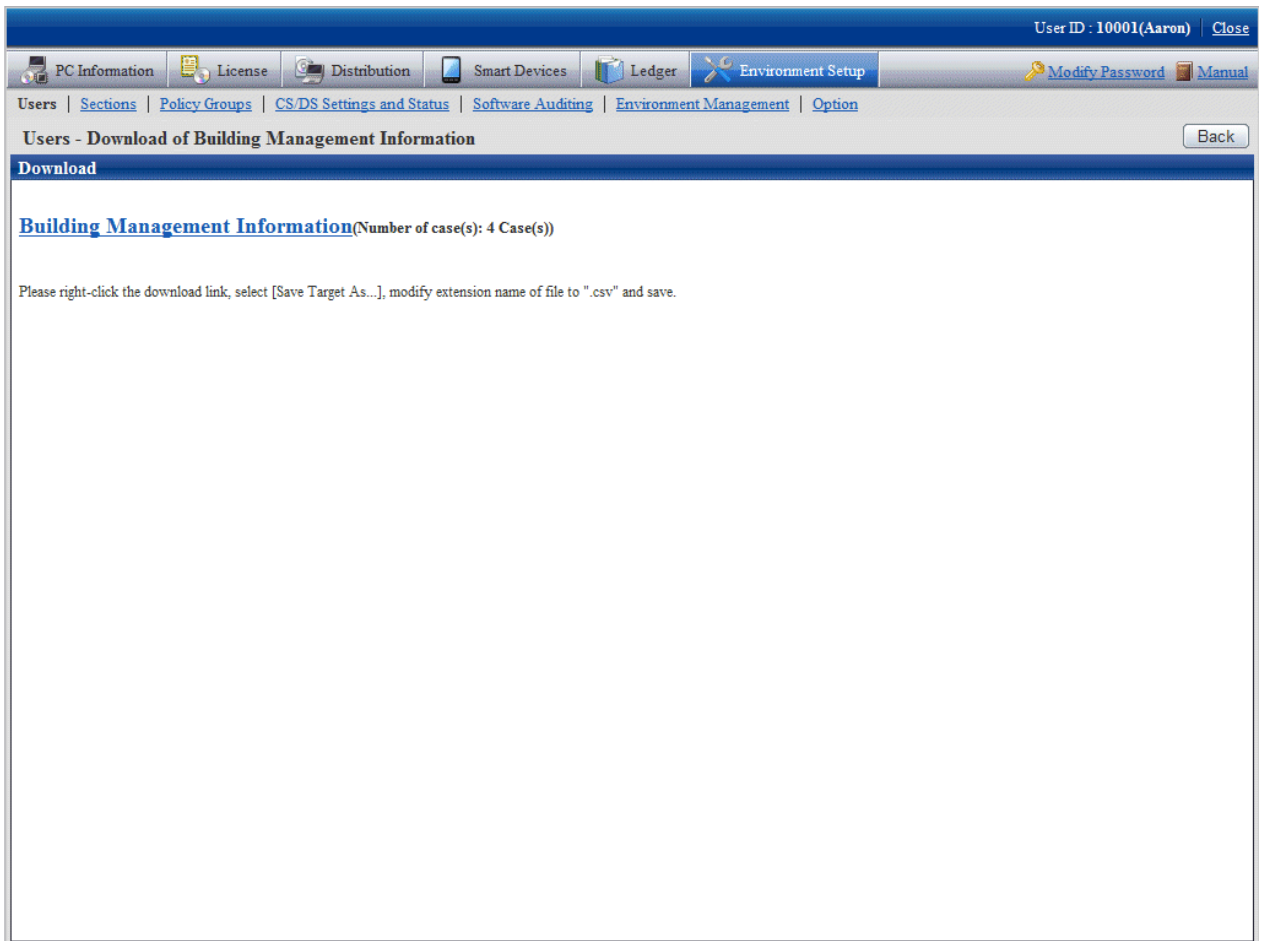 User ID : 10001(Aaron) | Close
PC Information License Distribution Smart Devices Ledger Environment Setup Modify Password Manual
Users | Sections | Policy Groups | CS/DS Settings and Status | Software Auditing | Environment Management | Option
Users - Download of Building Management Information Back
Download
Building Management Information(Number of case(s): 4 Case(s))
Please right-click the download link, select [Save Target As...], modify extension name of file to ".csv" and save.